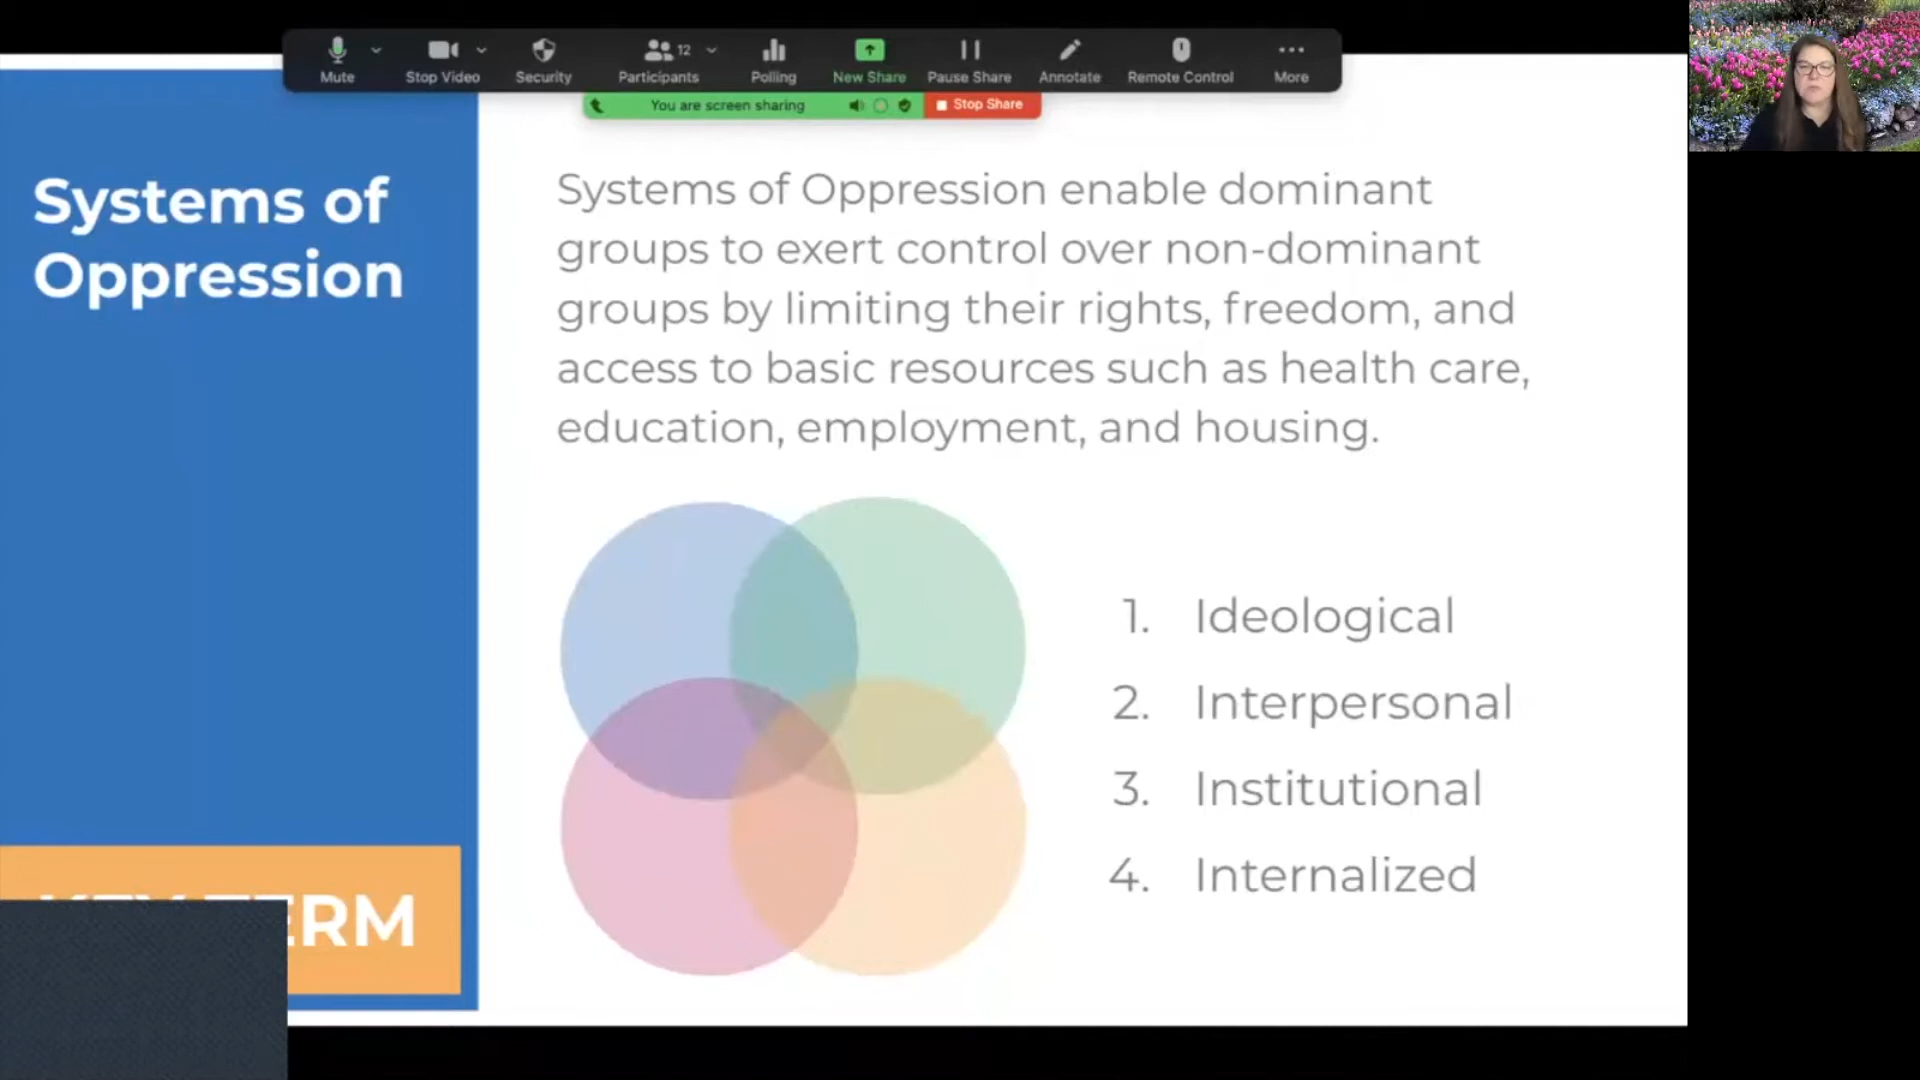 Mute
Stop Video
Security
12
Participants
Polling
New Share
Pause Share
Annotate
Remote Control
More
You are screen sharing
Stop Share
Systems of
Oppression
Systems of Oppression enable dominant
groups to exert control over non-dominant
groups by limiting their rights, freedom, and
access to basic resources such as health care,
education, employment, and housing.
1. Ideological
2. Interpersonal
3. Institutional
4. Internalized
KEY TERM